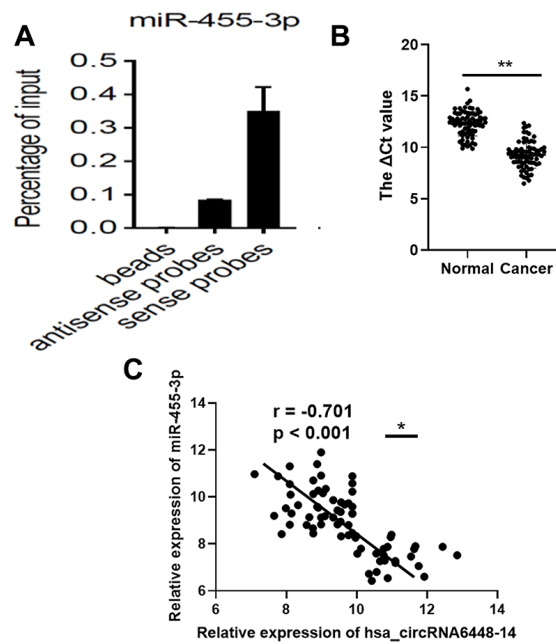 A
miR-455-3p
Percentage of input
0.5
0.4
0.3
0.2
0.1
0.0
beads
antisense probes
sense probes
B
The ΔCt value
20
15
10
5
0
**
Normal Cancer
C
Relative expression of miR-455-3p
r = -0.701
p < 0.001
*
14
12
10
8
6
6 8 10 12 14
Relative expression of hsa_circRNA6448-14